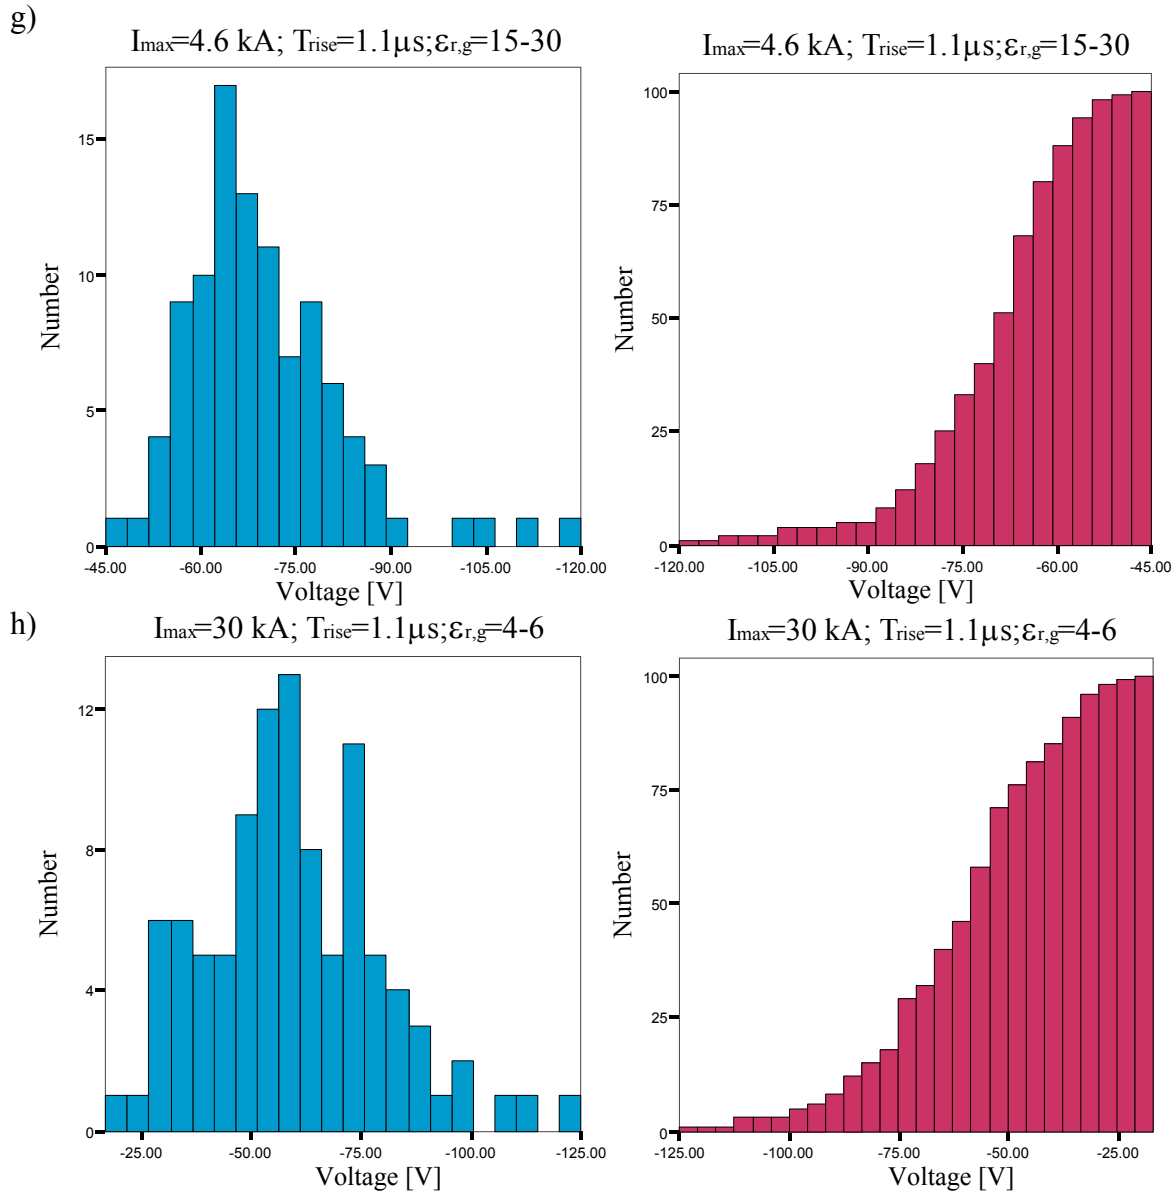 g)
Imax=4.6 kA; Trise=1.1μs;εr,g=15-30
Number
15
10
5
0
-45.00 -60.00 -75.00 -90.00 -105.00 -120.00
Voltage [V]
Imax=4.6 kA; Trise=1.1μs;εr,g=15-30
Number
100
75
50
25
0
-120.00 -105.00 -90.00 -75.00 -60.00 -45.00
Voltage [V]
h)
Imax=30 kA; Trise=1.1μs;εr,g=4-6
Number
12
8
4
0
-25.00 -50.00 -75.00 -100.00 -125.00
Voltage [V]
Imax=30 kA; Trise=1.1μs;εr,g=4-6
Number
100
75
50
25
0
-125.00 -100.00 -75.00 -50.00 -25.00
Voltage [V]